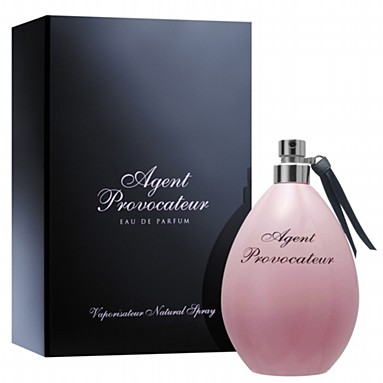 Agent
Provocateur
EAU DE PARFUM
Vaporisateur Natural Spray
Agent
Provocateur